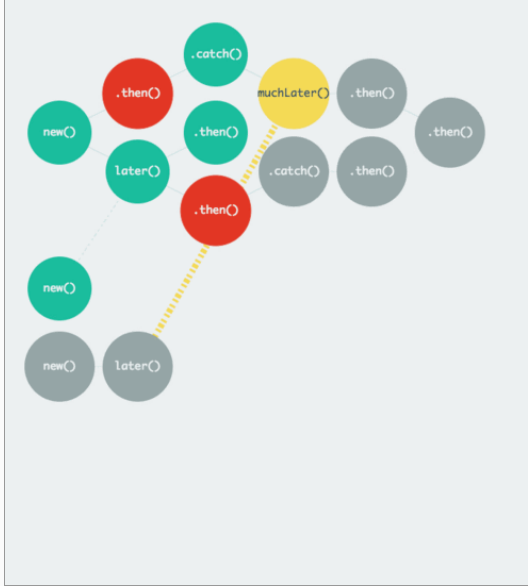 .catch()
.then()
muchLater()
.then()
new()
.then()
.then()
later()
.catch()
.then()
.then()
new()
new()
later()